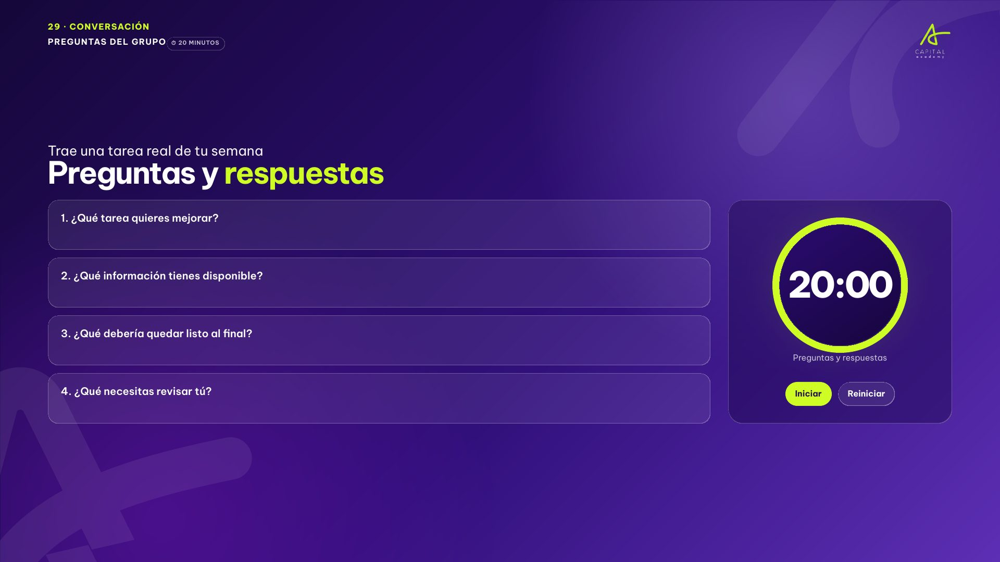 29 · CONVERSACIÓN
PREGUNTAS DEL GRUPO
⏱ 20 MINUTOS
CAPITAL
academy
Trae una tarea real de tu semana
Preguntas y respuestas
1. ¿Qué tarea quieres mejorar?
2. ¿Qué información tienes disponible?
3. ¿Qué debería quedar listo al final?
4. ¿Qué necesitas revisar tú?
20:00
Preguntas y respuestas
Iniciar
Reiniciar